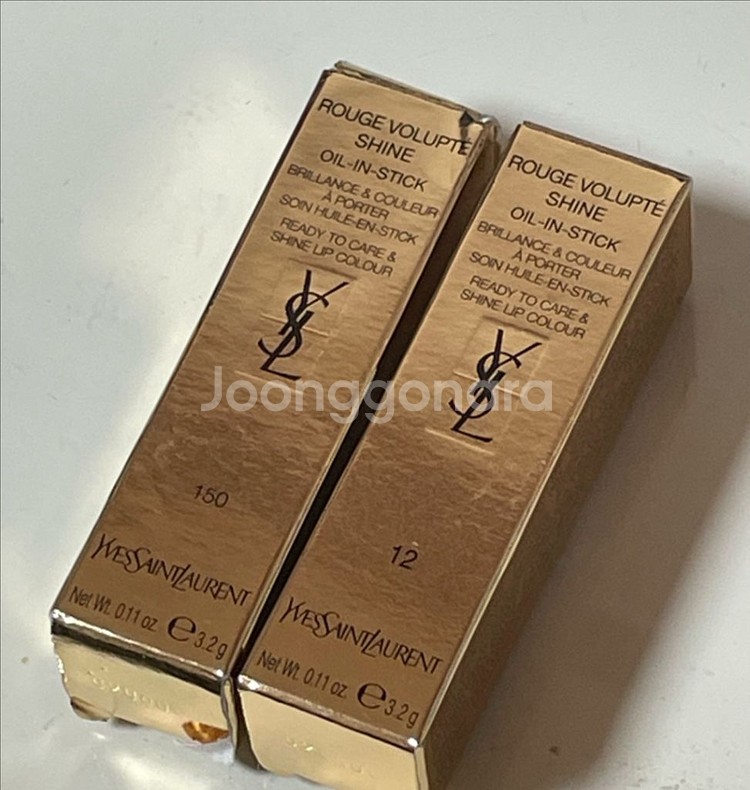 ROUGE VOLUPTÉ
SHINE
OIL-IN-STICK
BRILLANCE & COULEUR
À PORTER
SOIN HUILE-EN-STICK
READY TO CARE &
SHINE LIP COLOUR
YSL
150
YVESSAINTLAURENT
Net Wt. 0.11 oz. ℮ 3.2 g
ROUGE VOLUPTÉ
SHINE
OIL-IN-STICK
BRILLANCE & COULEUR
À PORTER
SOIN HUILE-EN-STICK
READY TO CARE &
SHINE LIP COLOUR
YSL
12
YVESSAINTLAURENT
Net Wt. 0.11 oz. ℮ 3.2 g
Joonggonara